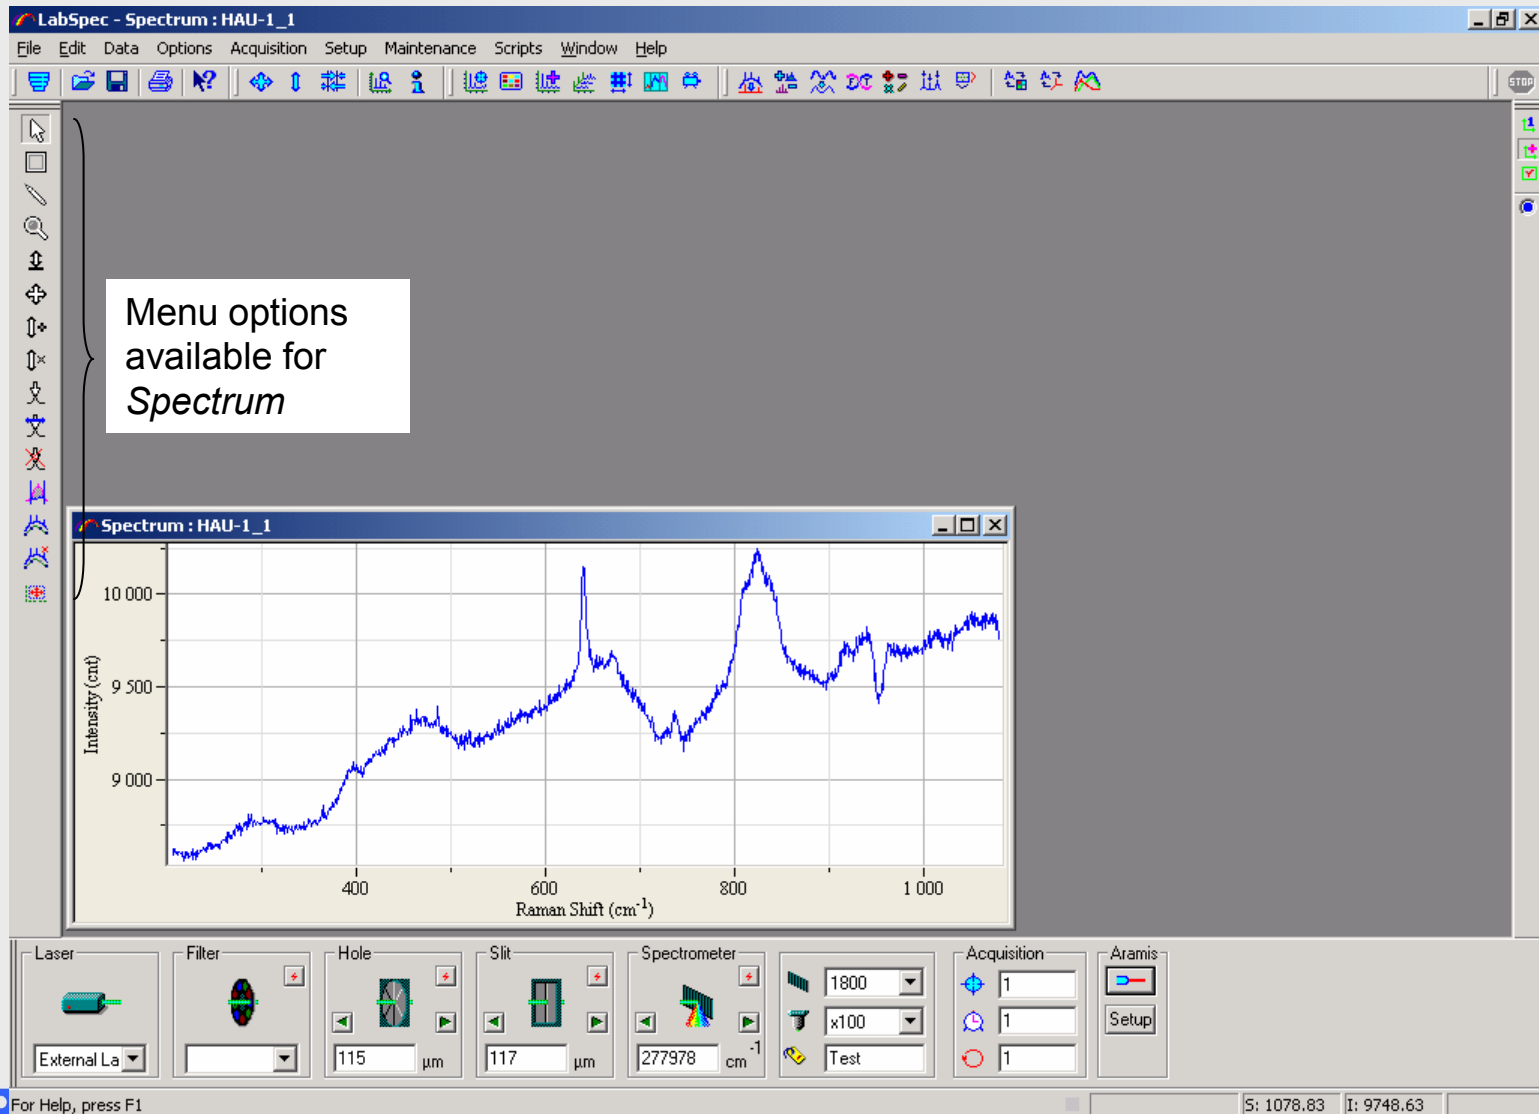 LabSpec - Spectrum : HAU-1_1
File Edit Data Options Acquisition Setup Maintenance Scripts Window Help
STOP
Menu options
available for
Spectrum
Spectrum : HAU-1_1
10 000
9 500
9 000
Intensity (cnt)
400 600 800 1 000
Raman Shift (cm-1)
Laser Filter Hole Slit Spectrometer Acquisition Aramis
1800 1
x100 1 Setup
External La 115 µm 117 µm 277978 cm-1 Test 1
For Help, press F1 S: 1078.83 I: 9748.63